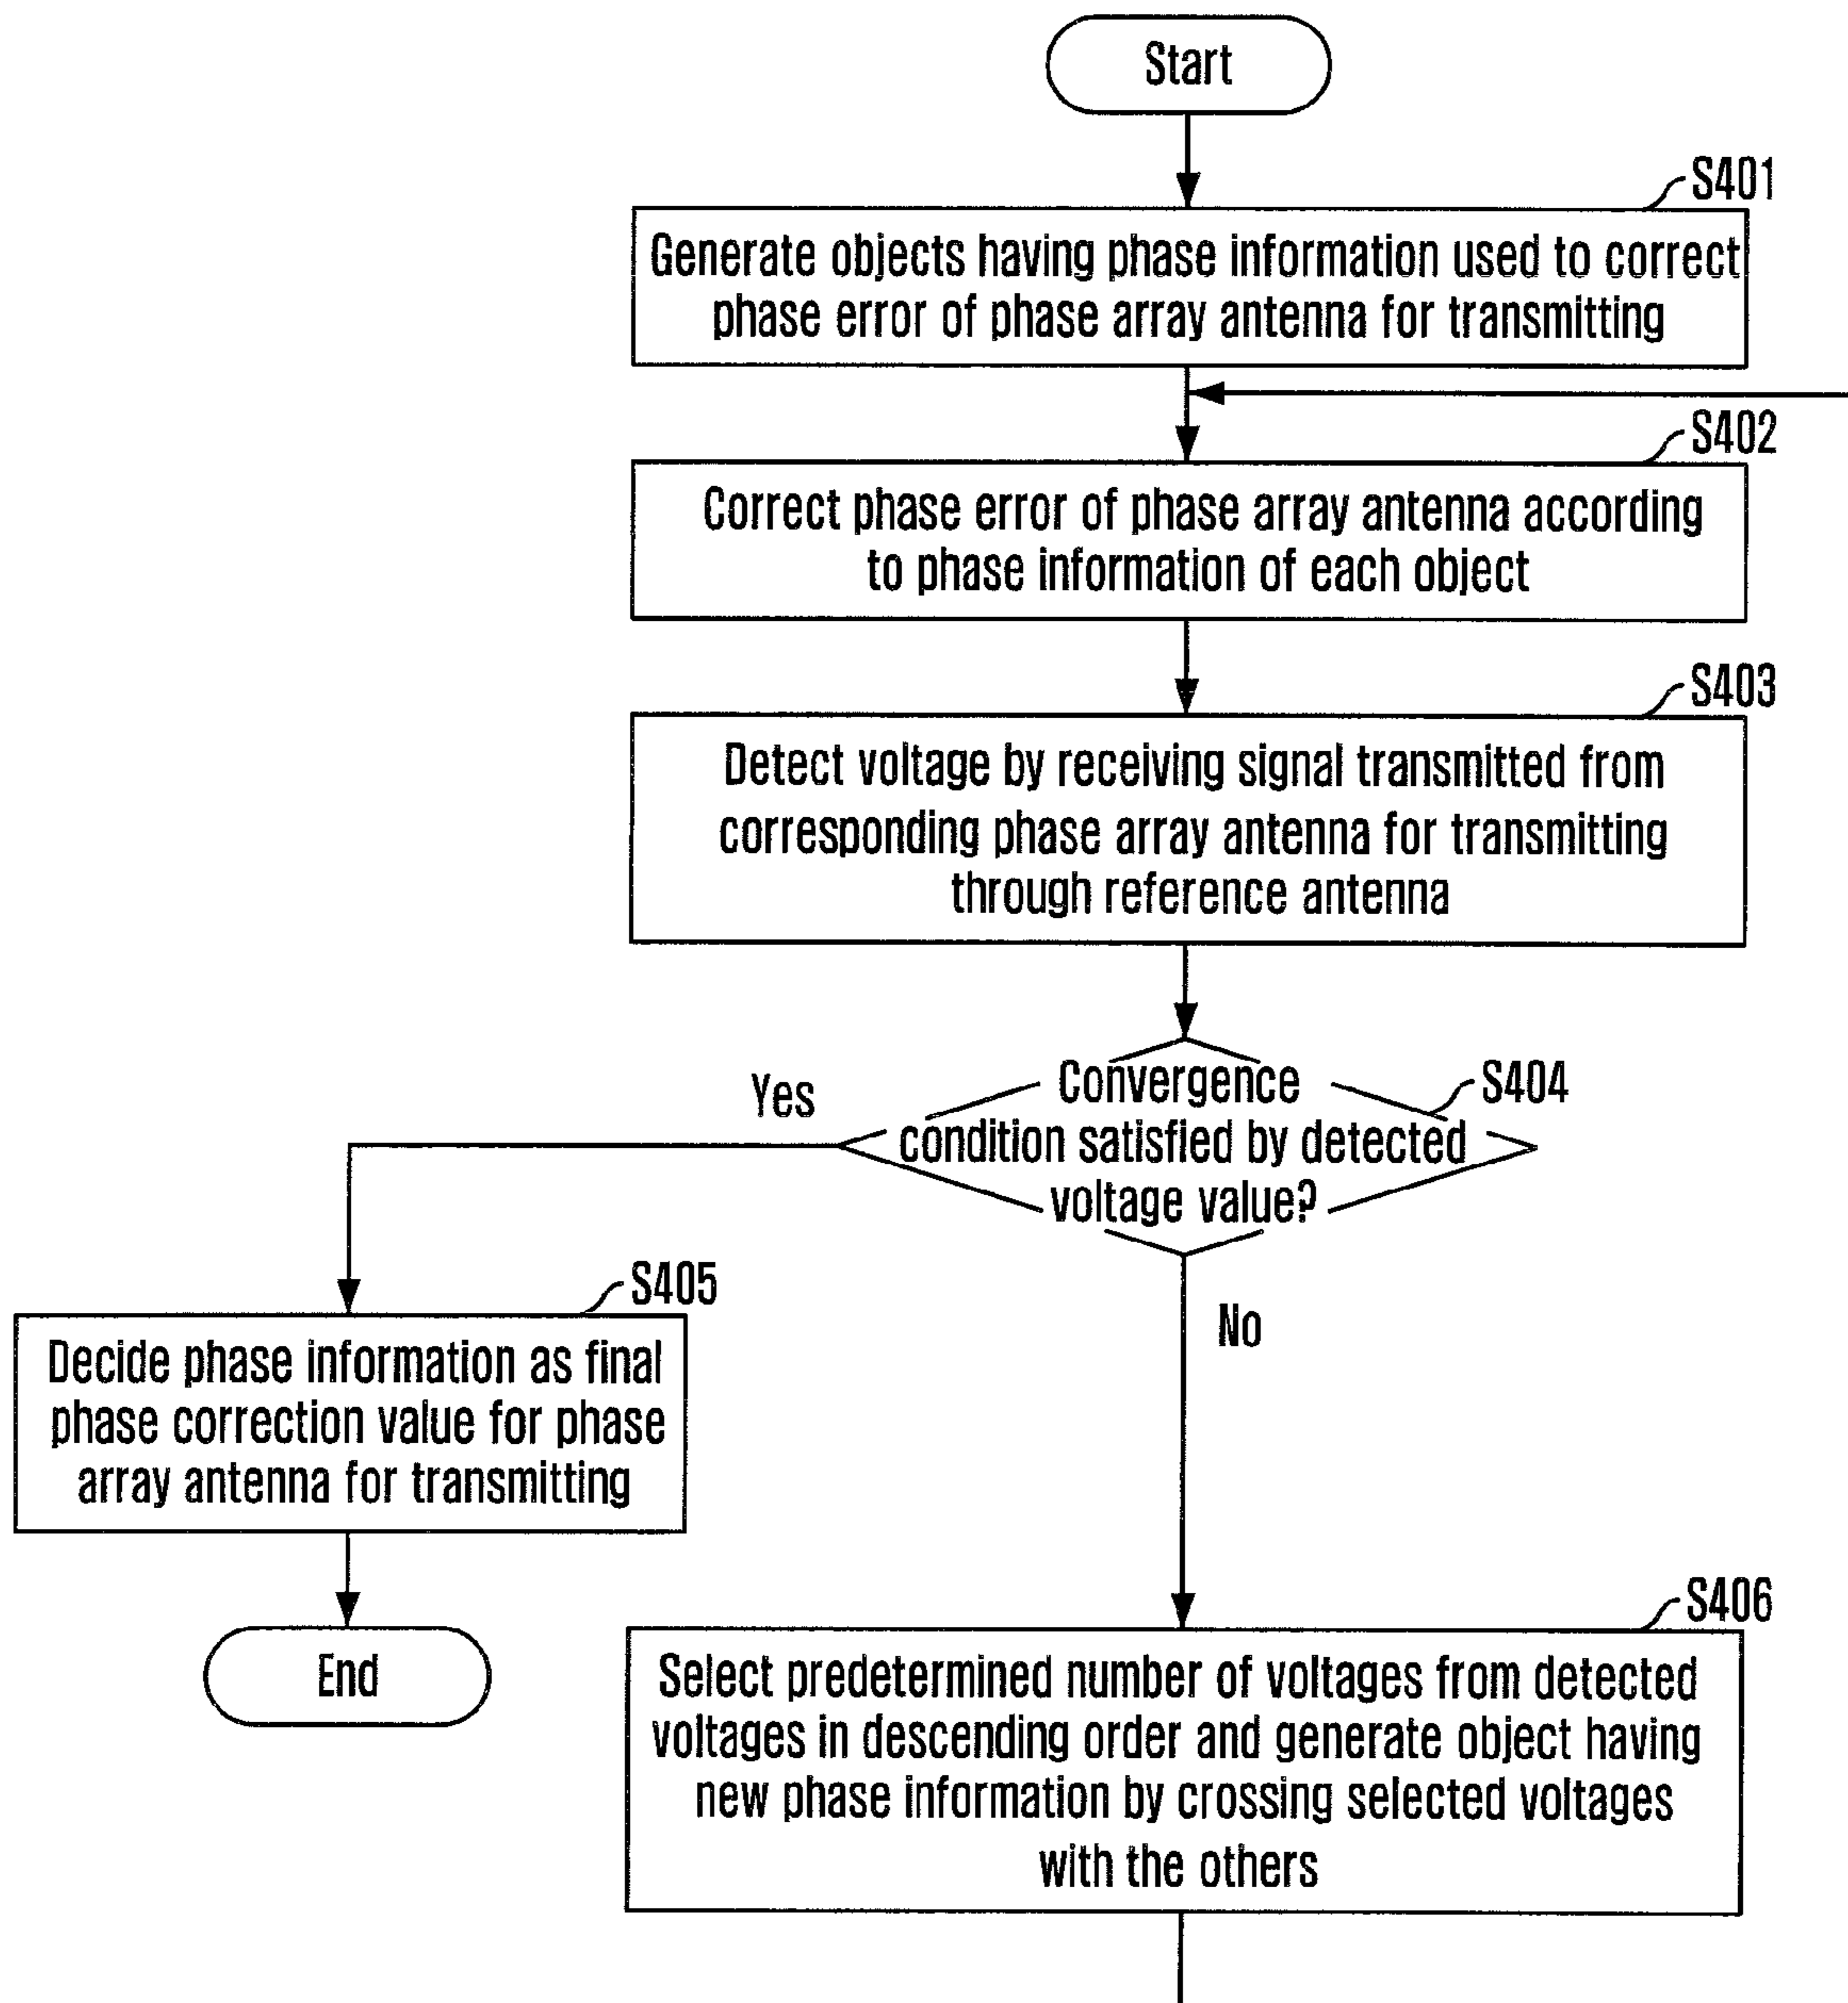 Start
S401
Generate objects having phase information used to correct
phase error of phase array antenna for transmitting
S402
Correct phase error of phase array antenna according
to phase information of each object
S403
Detect voltage by receiving signal transmitted from
corresponding phase array antenna for transmitting
through reference antenna
S404
Convergence
condition satisfied by detected
voltage value?
Yes
No
S405
Decide phase information as final
phase correction value for phase
array antenna for transmitting
End
S406
Select predetermined number of voltages from detected
voltages in descending order and generate object having
new phase information by crossing selected voltages
with the others